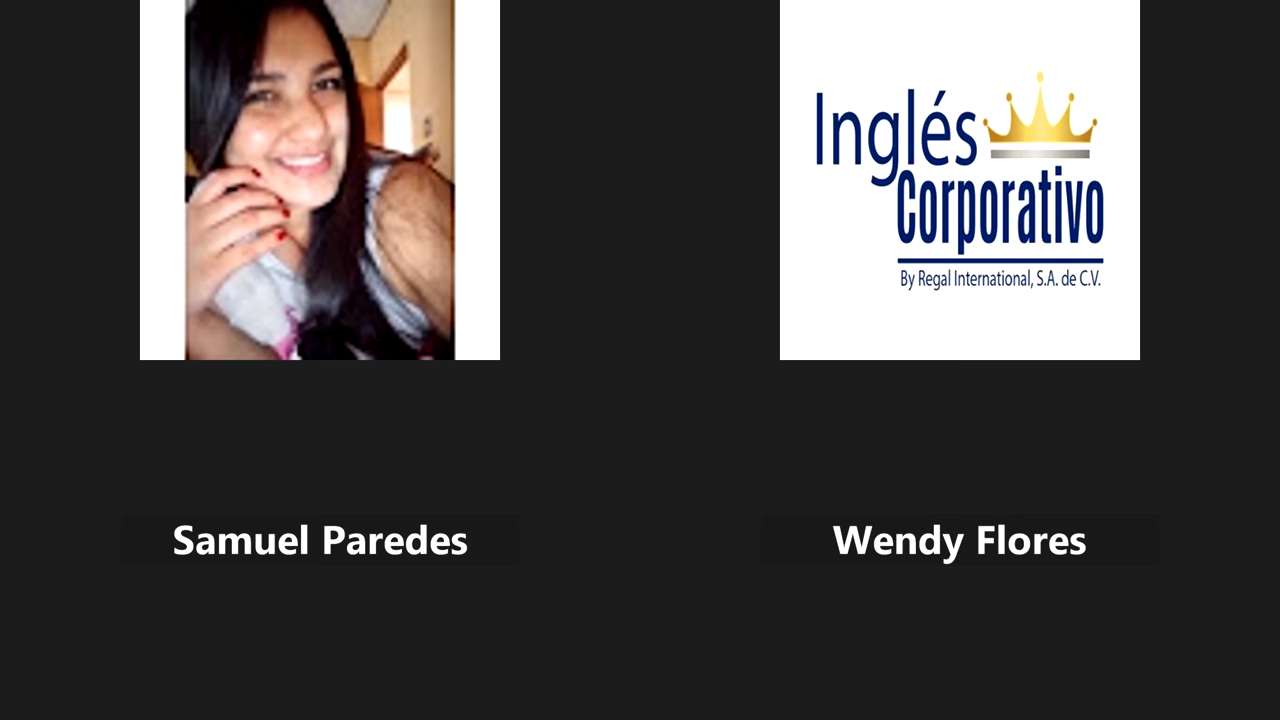 Inglés
Corporativo
By Regal International, S.A. de C.V.
Samuel Paredes
Wendy Flores